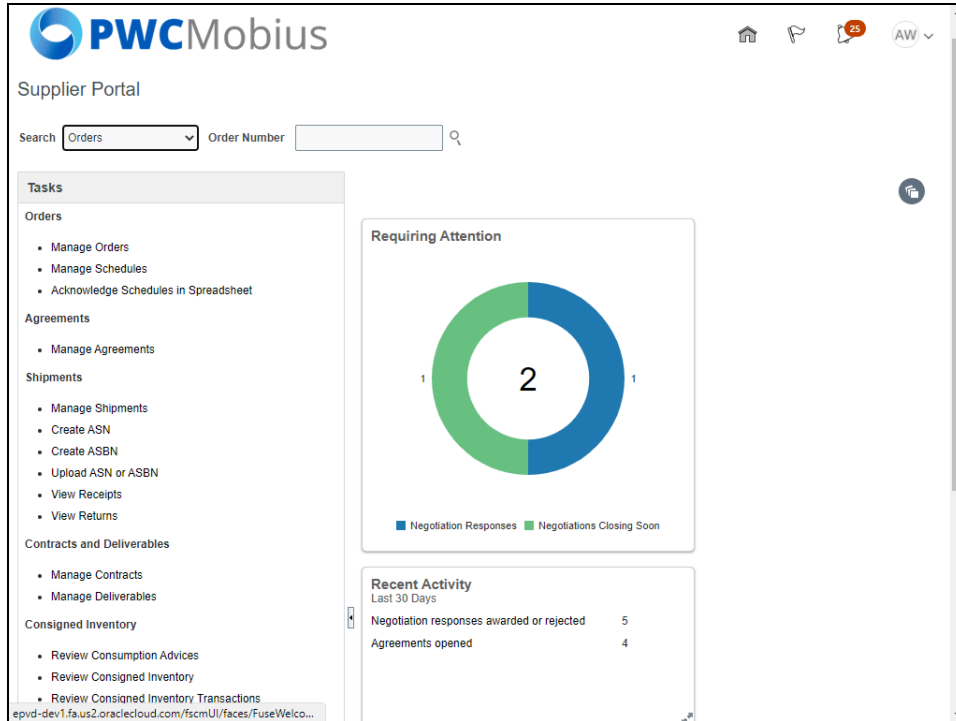 PWCMobius
25
AW
Supplier Portal
Search Orders Order Number
Tasks
Orders
Manage Orders
Manage Schedules
Acknowledge Schedules in Spreadsheet
Agreements
Manage Agreements
Shipments
Manage Shipments
Create ASN
Create ASBN
Upload ASN or ASBN
View Receipts
View Returns
Contracts and Deliverables
Manage Contracts
Manage Deliverables
Consigned Inventory
Review Consumption Advices
Review Consigned Inventory
Review Consigned Inventory Transactions
Requiring Attention
1 2 1
Negotiation Responses Negotiations Closing Soon
Recent Activity
Last 30 Days
Negotiation responses awarded or rejected 5
Agreements opened 4
epvd-dev1.fa.us2.oraclecloud.com/fscmUI/faces/FuseWelco...